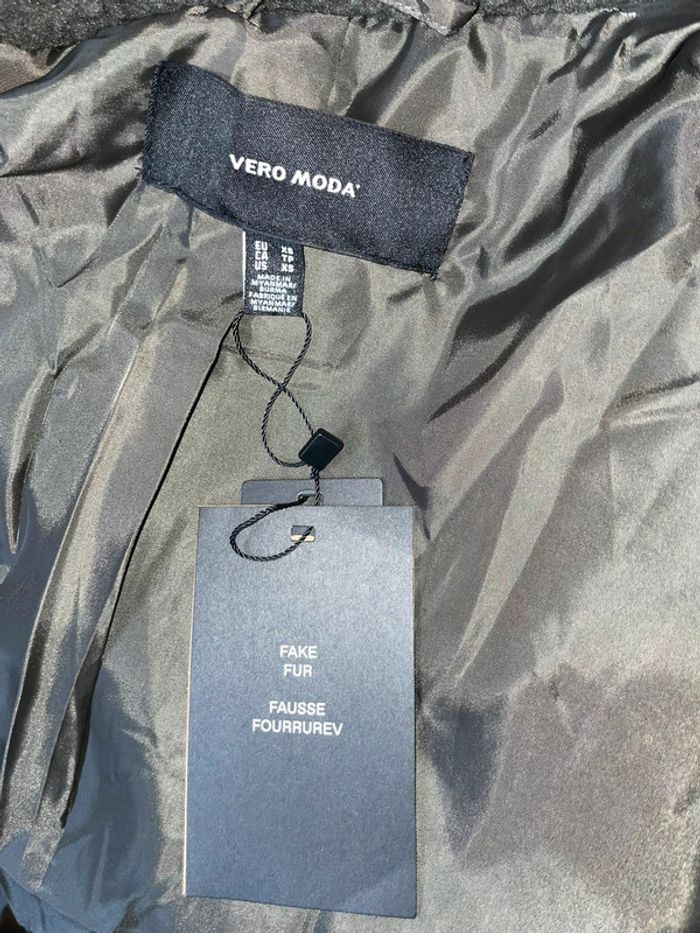 VERO MODA
EU XS
CA TP
US XS
MADE IN
MYANMAR/
BURMA
FABRIQUÉ EN
MYANMAR/
BIRMANIE
FAKE
FUR
FAUSSE
FOURRUREV